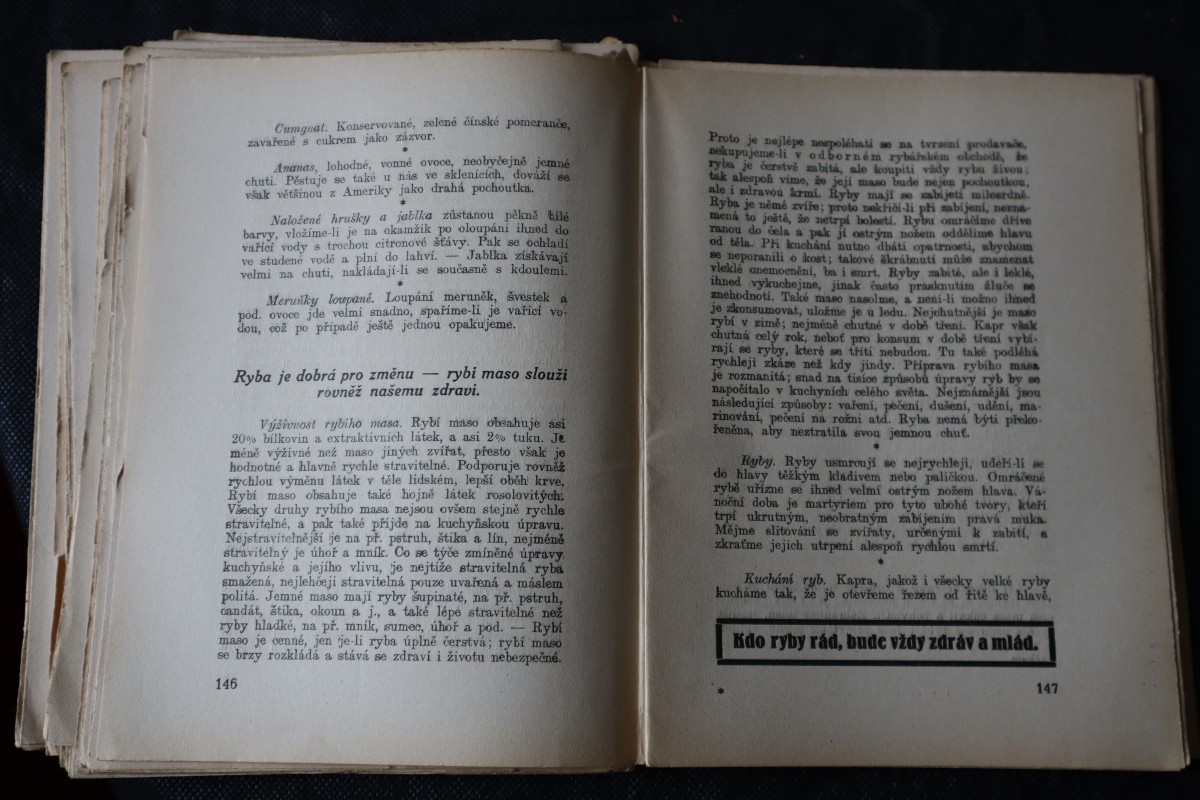 Cumquat. Konservované, zelené čínské pomeranče,
zavařené s cukrem jako zázvor.
*
Ananas, lohodné, vonné ovoce, neobyčejně jemné
chuti. Pěstuje se také u nás ve sklenících, dováží se
však většinou z Ameriky jako drahá pochoutka.
*
Naložené hrušky a jablka zůstanou pěkně bílé
barvy, vložíme-li je na okamžik po oloupání ihned do
vařící vody s trochou citronové šťávy. Pak se ochladí
ve studené vodě a plní do lahví. — Jablka získávají
velmi na chuti, nakládají-li se současně s kdoulemi.
*
Meruňky loupané. Loupání meruněk, švestek a
pod. ovoce jde velmi snadno, spaříme-li je vařící vo-
dou, což po případě ještě jednou opakujeme.
Ryba je dobrá pro změnu — rybí maso slouží
rovněž našemu zdraví.
Výživnost rybího masa. Rybí maso obsahuje asi
20% bílkovin a extraktivních látek, a asi 2% tuku. Je
méně výživné než maso jiných zvířat, přesto však je
hodnotné a hlavně rychle stravitelné. Podporuje rovněž
rychlou výměnu látek v těle lidském, lepší oběh krve,
Rybí maso obsahuje také hojně látek rosolovitých.
Všecky druhy rybího masa nejsou ovšem stejně rychle
stravitelné, a pak také přijde na kuchyňskou úpravu.
Nejstravitelnější je na př. pstruh, štika a lín, nejméně
stravitelný je úhoř a mník. Co se týče zmíněné úpravy
kuchyňské a jejího vlivu, je nejtíže stravitelná ryba
smažená, nejlehčeji stravitelná pouze uvařená a máslem
politá. Jemné maso mají ryby šupinaté, na př. pstruh,
candát, štika, okoun a j., a také lépe stravitelné než
ryby hladké, na př. mník, sumec, úhoř a pod. — Rybí
maso je cenné, jen je-li ryba úplně čerstvá; rybí maso
se brzy rozkládá a stává se zdraví i životu nebezpečné.
146
Proto je nejlépe nespoléhati se na tvrzení prodavače,
nekupujeme-li v odborném rybářském obchodě, že
ryba je čerstvě zabitá, ale koupiti vždy rybu živou;
tak alespoň víme, že její maso bude nejen pochoutkou,
ale i zdravou krmí. Ryby mají se zabíjeti milosrdně.
Ryba je němé zvíře; proto nekřičí-li při zabíjení, nezna-
mená to ještě, že netrpí bolestí. Rybu omráčíme dříve
ranou do čela a pak jí ostrým nožem oddělíme hlavu
od těla. Při kuchání nutno dbáti opatrnosti, abychom
se neporanili o kost; takové škrábnutí může znamenat
vleklé onemocnění, ba i smrt. Ryby zabité, ale i leklé,
ihned vykuchejme, jinak často prasknutím žluče se
znehodnotí. Také maso nasolme, a není-li možno ihned
je zkonsumovat, uložme je u ledu. Nejchutnější je maso
rybí v zimě; nejméně chutné v době tření. Kapr však
chutná celý rok, neboť pro konsum v době tření vybí-
rají se ryby, které se tříti nebudou. Tu také podléhá
rychleji zkáze než kdy jindy. Příprava rybího masa
je rozmanitá; snad na tisíce způsobů úpravy ryb by se
napočítalo v kuchyních celého světa. Nejznámější jsou
následující způsoby: vaření, pečení, dušení, udění, ma-
rinování, pečení na rožni atd. Ryba nemá býti překo-
řeněna, aby neztratila svou jemnou chuť.
*
Ryby. Ryby usmrcují se nejrychleji, udeří-li se
do hlavy těžkým kladivem nebo paličkou. Omráčené
rybě uřízne se ihned velmi ostrým nožem hlava. Vá-
noční doba je martyriem pro tyto ubohé tvory, kteří
trpí ukrutným, neobratným zabíjením pravá muka.
Mějme slitování se zvířaty, určenými k zabití, a
zkraťme jejich utrpení alespoň rychlou smrtí.
*
Kuchání ryb. Kapra, jakož i všecky velké ryby
kucháme tak, že je otevřeme řezem od řitě ke hlavě,
Kdo ryby rád, bude vždy zdráv a mlád.
*
147